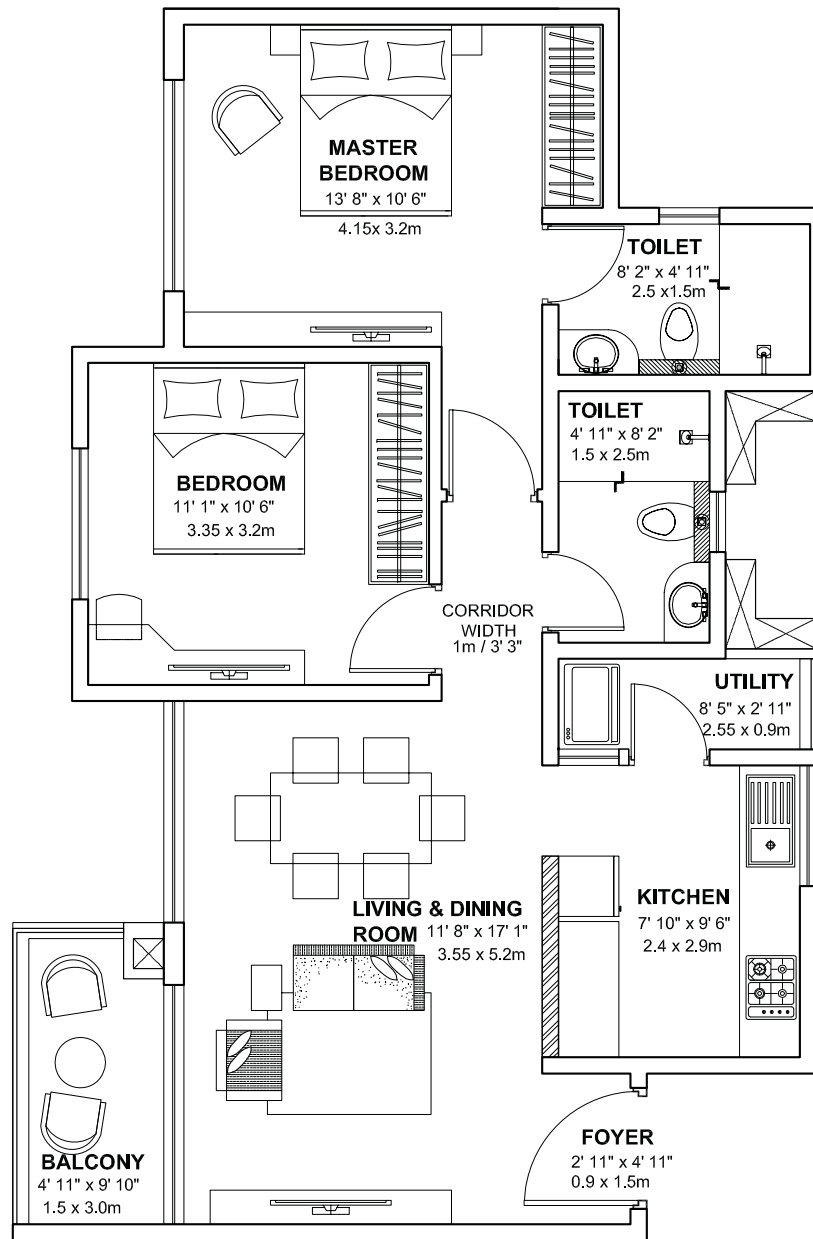 MASTER
BEDROOM
13' 8" x 10' 6"
4.15x 3.2m
TOILET
8' 2" x 4' 11"
2.5 x1.5m
TOILET
4' 11" x 8' 2"
1.5 x 2.5m
BEDROOM
11' 1" x 10' 6"
3.35 x 3.2m
CORRIDOR
WIDTH
1m / 3' 3"
UTILITY
8' 5" x 2' 11"
2.55 x 0.9m
KITCHEN
7' 10" x 9' 6"
2.4 x 2.9m
LIVING & DINING
ROOM 11' 8" x 17' 1"
3.55 x 5.2m
FOYER
2' 11" x 4' 11"
0.9 x 1.5m
BALCONY
4' 11" x 9' 10"
1.5 x 3.0m